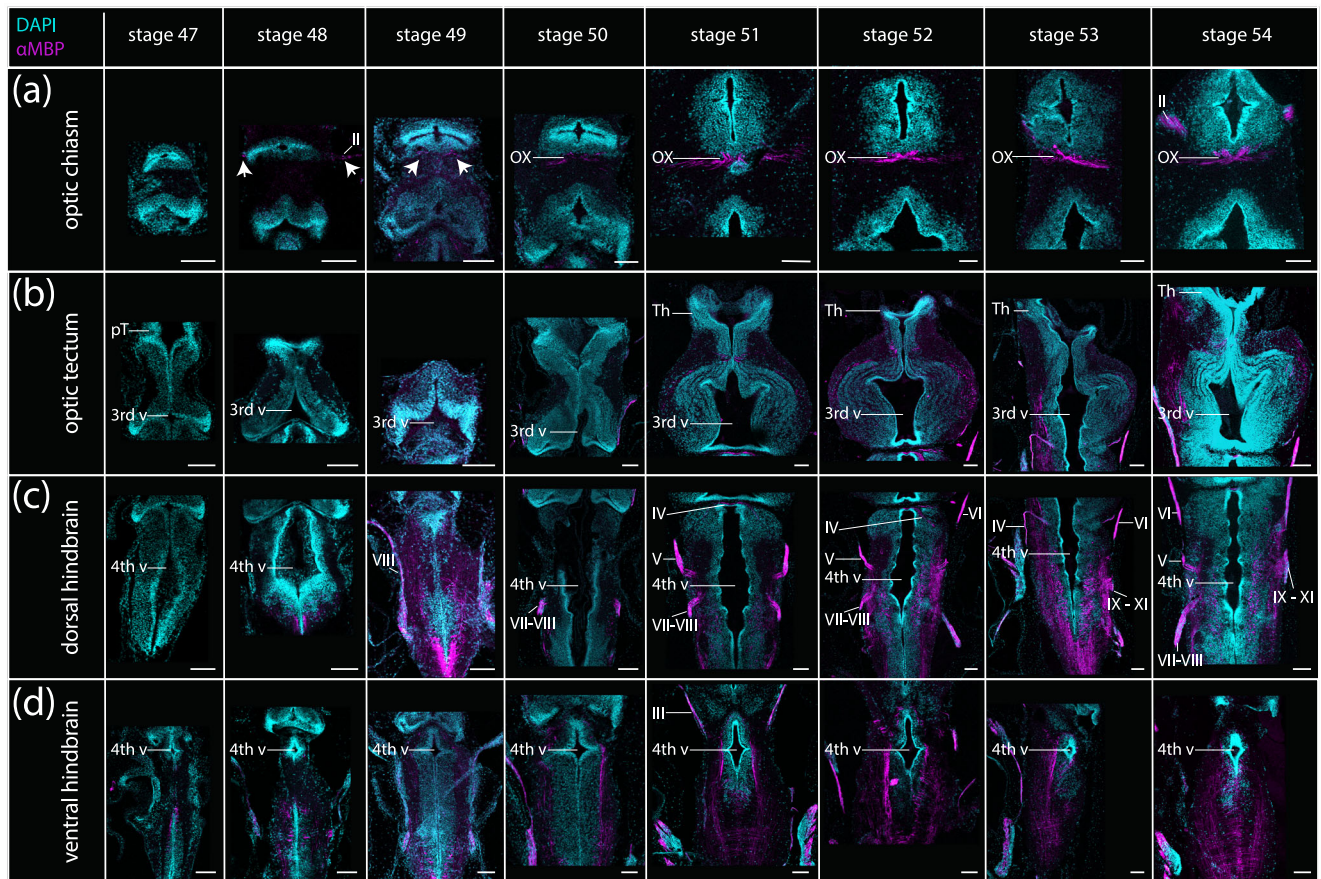 DAPI
αMBP
stage 47
stage 48
stage 49
stage 50
stage 51
stage 52
stage 53
stage 54
(a)
optic chiasm
II
OX
OX
OX
OX
II
OX
(b)
optic tectum
pT
3rd v
3rd v
3rd v
3rd v
Th
3rd v
Th
3rd v
Th
3rd v
Th
3rd v
(c)
dorsal hindbrain
4th v
4th v
VIII
4th v
VII-VIII
IV
V
4th v
VII-VIII
IV
VI
V
4th v
VII-VIII
IV
VI
4th v
IX - XI
VI
V
4th v
IX - XI
VII-VIII
(d)
ventral hindbrain
4th v
4th v
4th v
4th v
III
4th v
4th v
4th v
4th v